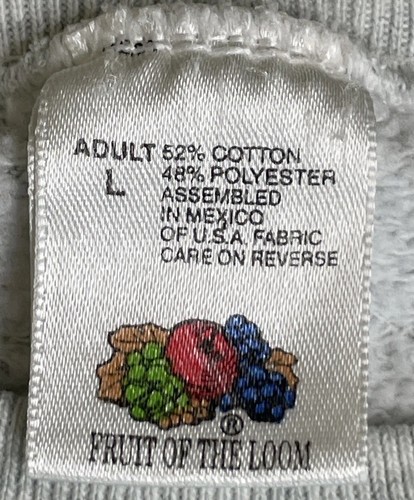 ADULT 52% COTTON
L 48% POLYESTER
ASSEMBLED
IN MEXICO
OF U.S.A. FABRIC
CARE ON REVERSE
®
FRUIT OF THE LOOM